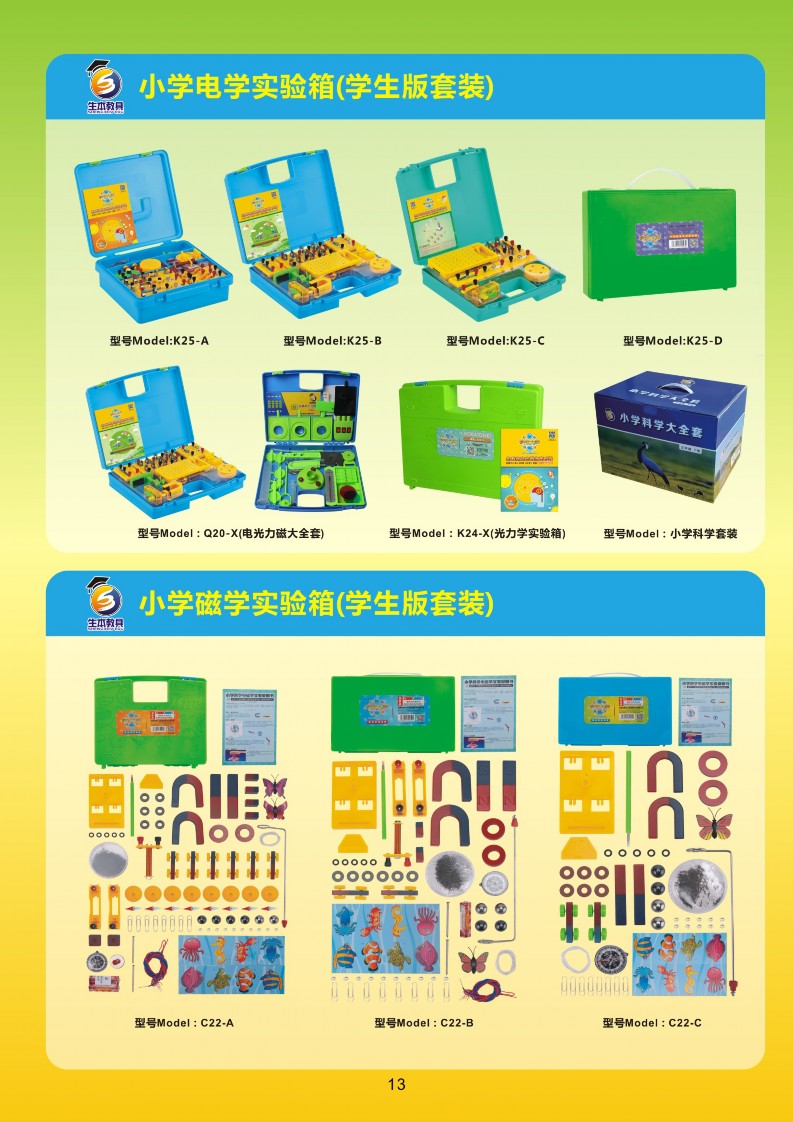 生本教具
小学电学实验箱(学生版套装)
型号Model:K25-A
型号Model:K25-B
型号Model:K25-C
型号Model:K25-D
小学科学大全套
小学科学大全套
型号Model : Q20-X(电光力磁大全套)
型号Model : K24-X(光力学实验箱)
型号Model : 小学科学套装
生本教具
小学磁学实验箱(学生版套装)
型号Model : C22-A
型号Model : C22-B
型号Model : C22-C
13